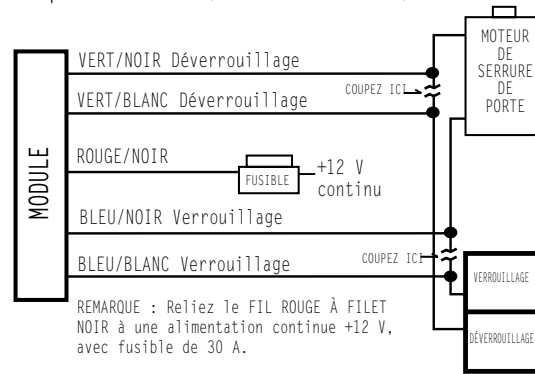 MODULE
VERT/NOIR Déverrouillage
VERT/BLANC Déverrouillage
COUPEZ ICI
MOTEUR
DE
SERRURE
DE
PORTE
ROUGE/NOIR
FUSIBLE
+12 V
continu
BLEU/NOIR Verrouillage
BLEU/BLANC Verrouillage
COUPEZ ICI
VERROUILLAGE
DÉVERROUILLAGE
REMARQUE : Reliez le FIL ROUGE À FILET
NOIR à une alimentation continue +12 V,
avec fusible de 30 A.